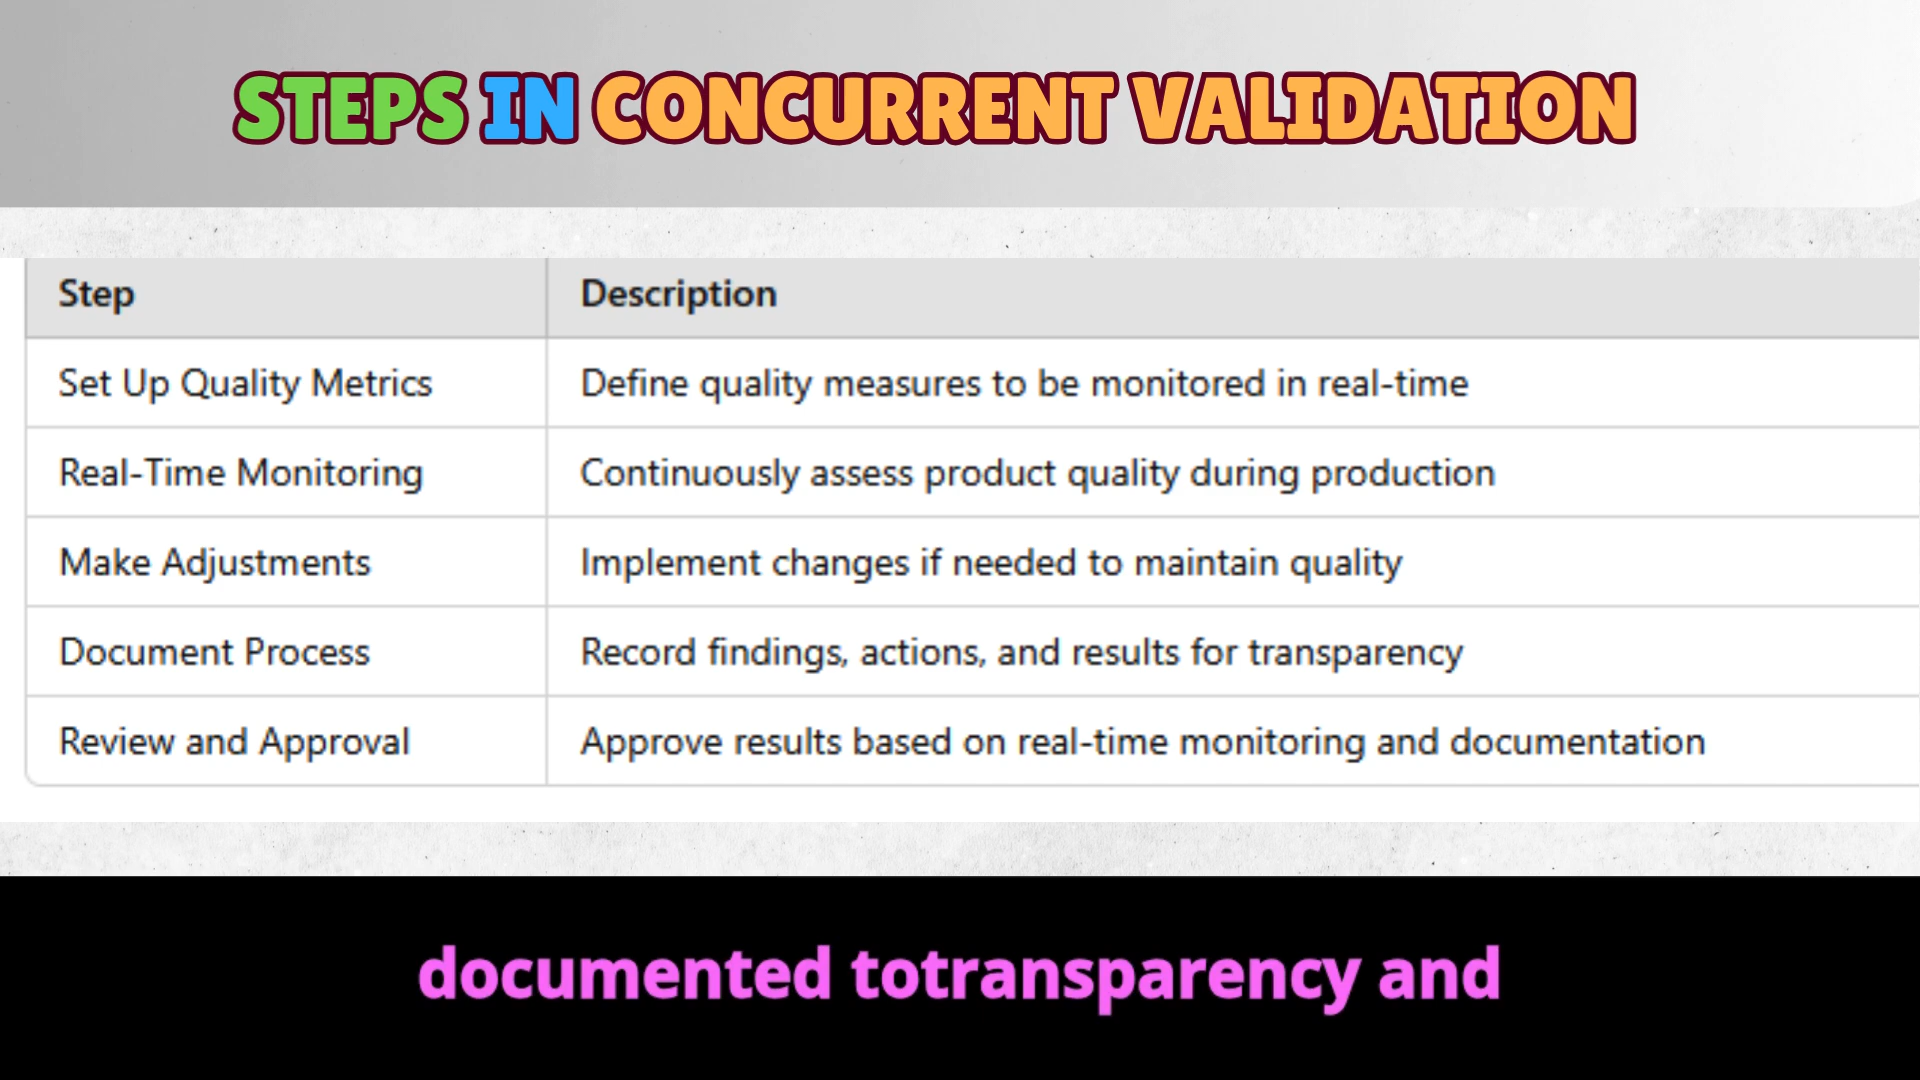 STEPS IN CONCURRENT VALIDATION
Step Description
Set Up Quality Metrics Define quality measures to be monitored in real-time
Real-Time Monitoring Continuously assess product quality during production
Make Adjustments Implement changes if needed to maintain quality
Document Process Record findings, actions, and results for transparency
Review and Approval Approve results based on real-time monitoring and documentation
documented totransparency and